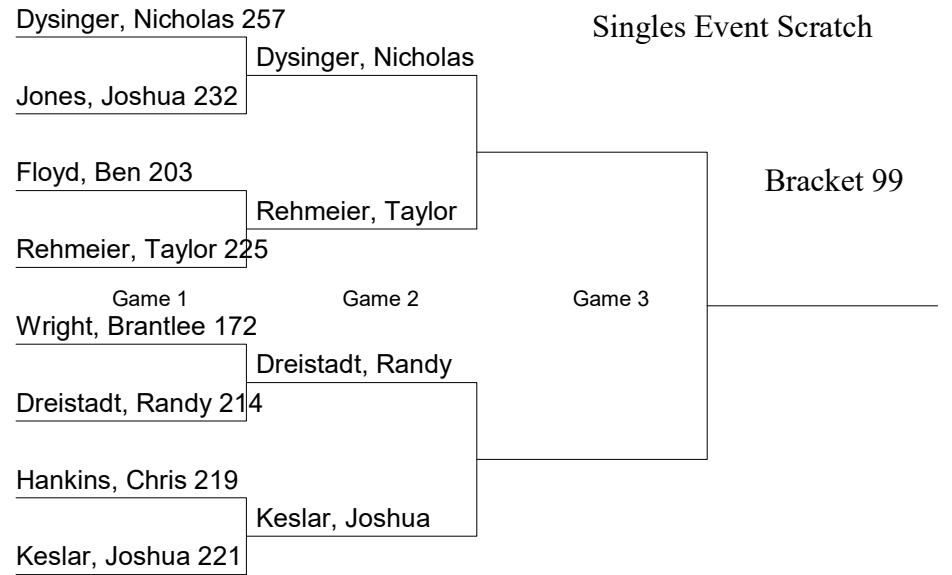 Dysinger, Nicholas 257
Singles Event Scratch
Dysinger, Nicholas
Jones, Joshua 232
Floyd, Ben 203
Bracket 99
Rehmeier, Taylor
Rehmeier, Taylor 225
Game 1
Game 2
Game 3
Wright, Brantlee 172
Dreistadt, Randy
Dreistadt, Randy 214
Hankins, Chris 219
Keslar, Joshua
Keslar, Joshua 221